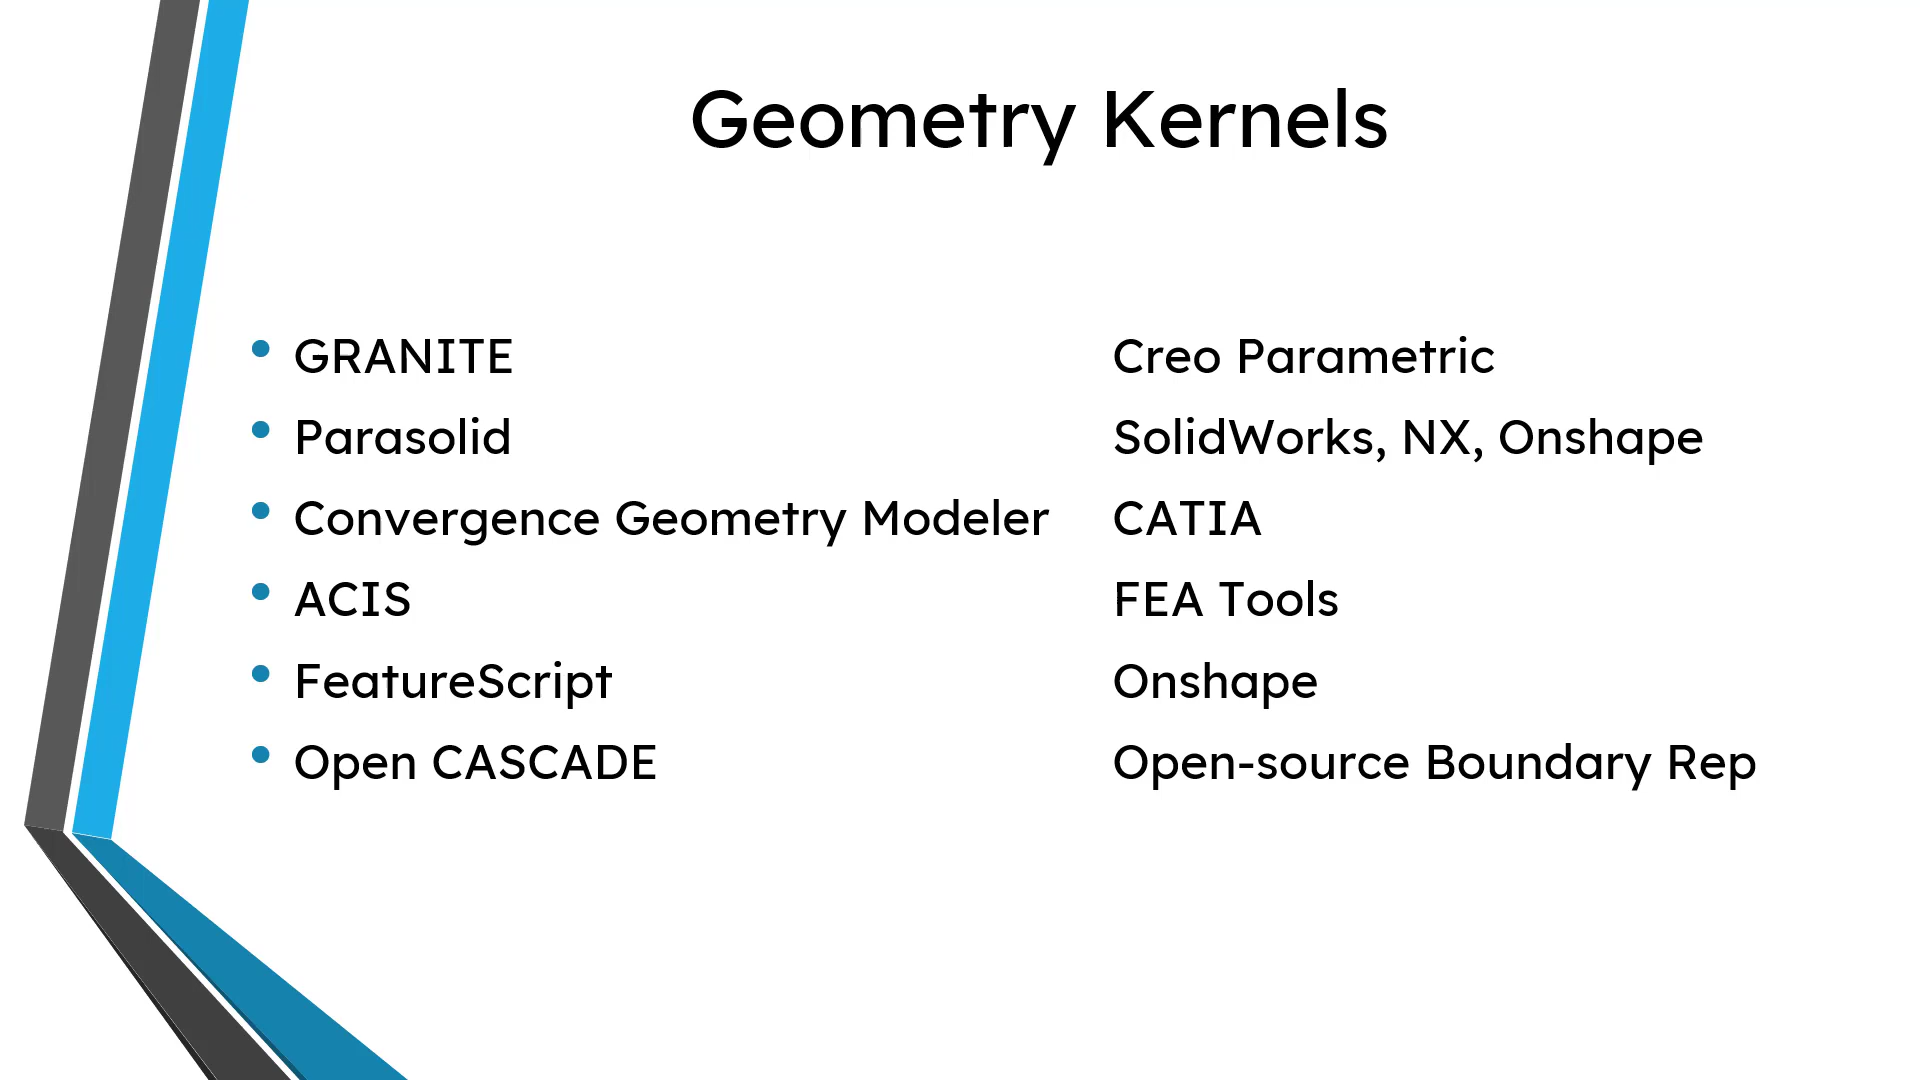 Geometry Kernels
• GRANITE Creo Parametric
• Parasolid SolidWorks, NX, Onshape
• Convergence Geometry Modeler CATIA
• ACIS FEA Tools
• FeatureScript Onshape
• Open CASCADE Open-source Boundary Rep